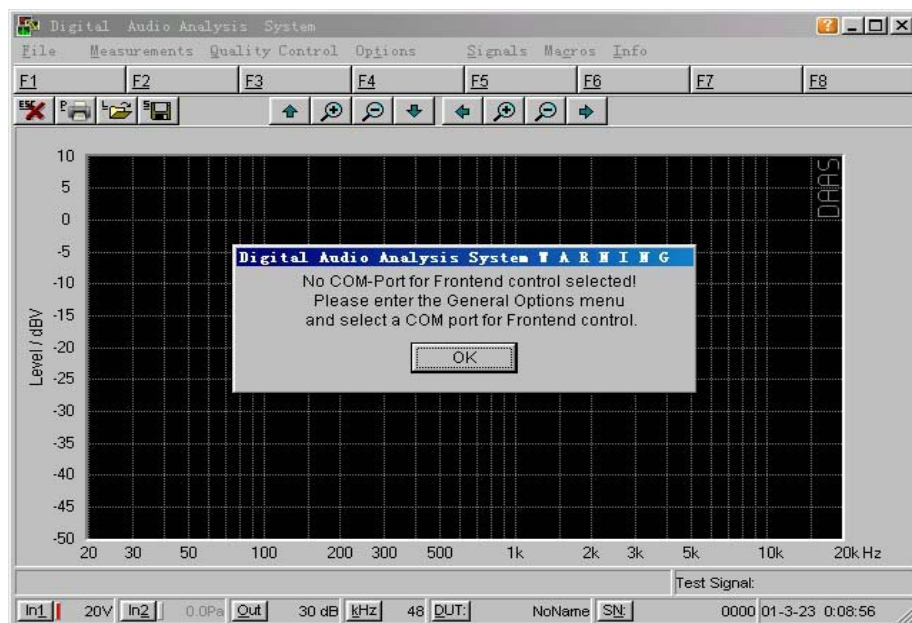 Digital Audio Analysis System
File Measurements Quality Control Options Signals Macros Info
F1 F2 F3 F4 F5 F6 F7 F8
ESC P L S
10
5
0
-5
-10
-15
-20
-25
-30
-35
-40
-45
-50
Level / dBV
DAAS
Digital Audio Analysis System W A R N I N G
No COM-Port for Frontend control selected!
Please enter the General Options menu
and select a COM port for Frontend control.
OK
20 30 50 100 200 300 500 1k 2k 3k 5k 10k 20k Hz
Test Signal:
In1 20V In2 0.0Pa Out 30 dB kHz 48 DUT: NoName SN: 0000 01-3-23 0:08:56